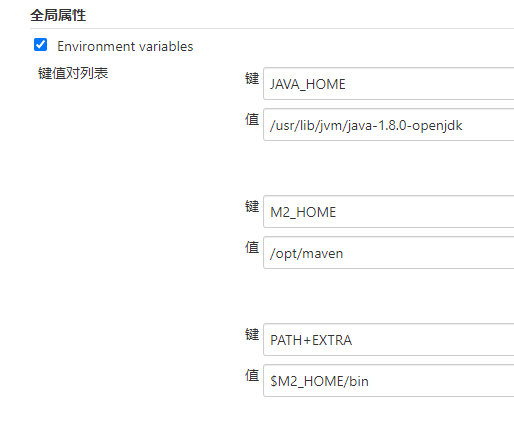 全局属性
Environment variables
键值对列表
键
JAVA_HOME
值
/usr/lib/jvm/java-1.8.0-openjdk
键
M2_HOME
值
/opt/maven
键
PATH+EXTRA
值
$M2_HOME/bin